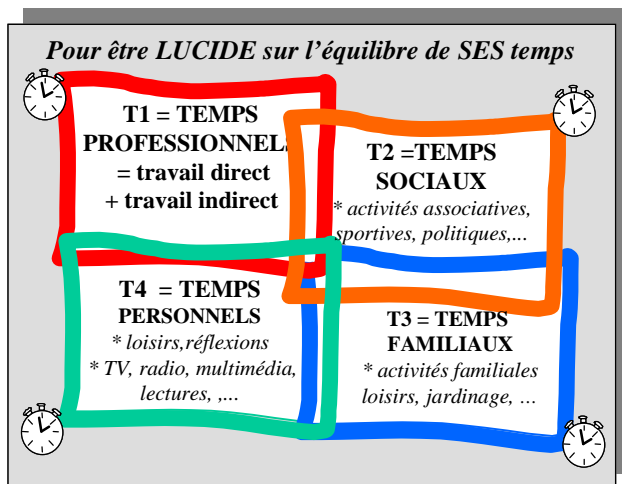 Pour être LUCIDE sur l’équilibre de SES temps
T1 = TEMPS
PROFESSIONNELS
= travail direct
+ travail indirect
T2 =TEMPS
SOCIAUX
* activités associatives,
sportives, politiques,...
T4 = TEMPS
PERSONNELS
* loisirs,réflexions
* TV, radio, multimédia,
lectures, ,...
T3 = TEMPS
FAMILIAUX
* activités familiales
loisirs, jardinage, …